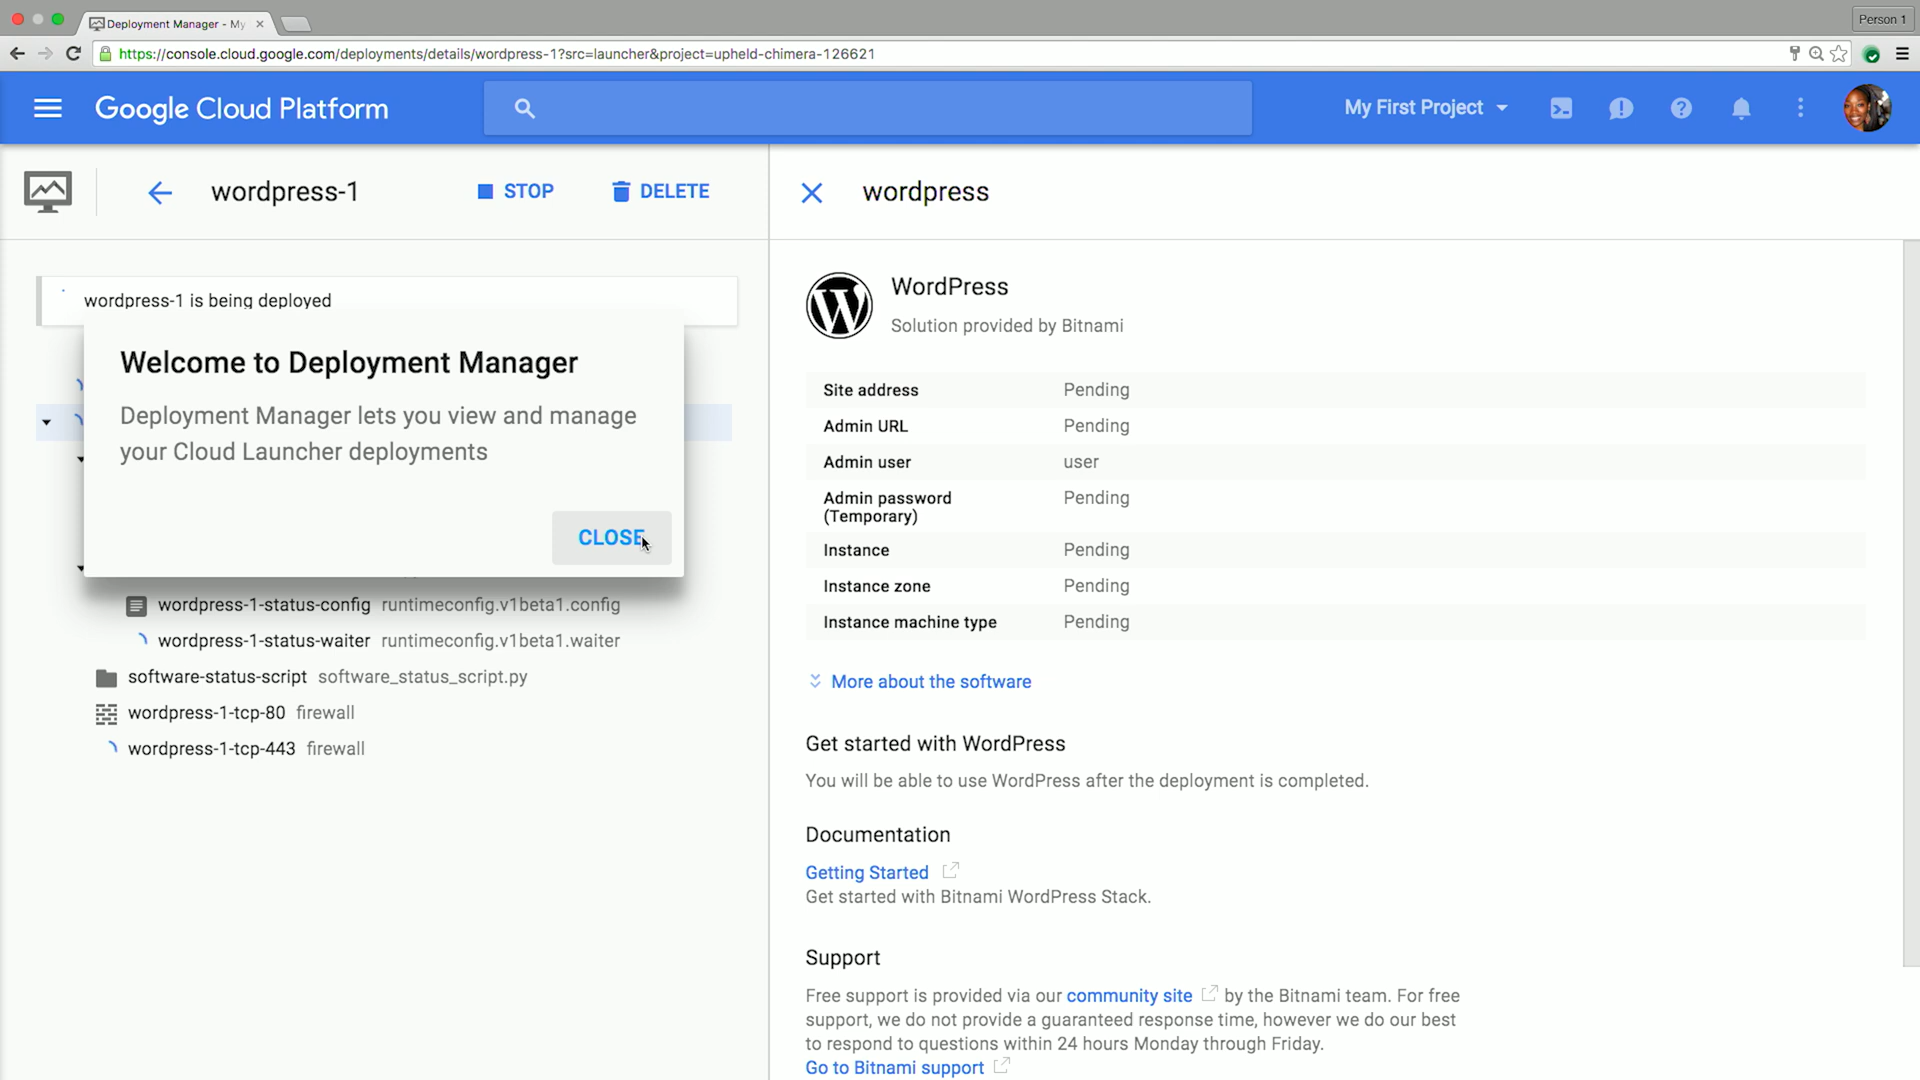 Deployment Manager - My
Person 1
https://console.cloud.google.com/deployments/details/wordpress-1?src=launcher&project=upheld-chimera-126621
Google Cloud Platform
My First Project
wordpress-1
STOP
DELETE
wordpress
wordpress-1 is being deployed
Welcome to Deployment Manager
Deployment Manager lets you view and manage
your Cloud Launcher deployments
CLOSE
wordpress-1-status-config runtimeconfig.v1beta1.config
wordpress-1-status-waiter runtimeconfig.v1beta1.waiter
software-status-script software_status_script.py
wordpress-1-tcp-80 firewall
wordpress-1-tcp-443 firewall
WordPress
Solution provided by Bitnami
Site address Pending
Admin URL Pending
Admin user user
Admin password Pending
(Temporary)
Instance Pending
Instance zone Pending
Instance machine type Pending
More about the software
Get started with WordPress
You will be able to use WordPress after the deployment is completed.
Documentation
Getting Started
Get started with Bitnami WordPress Stack.
Support
Free support is provided via our community site by the Bitnami team. For free
support, we do not provide a guaranteed response time, however we do our best
to respond to questions within 24 hours Monday through Friday.
Go to Bitnami support